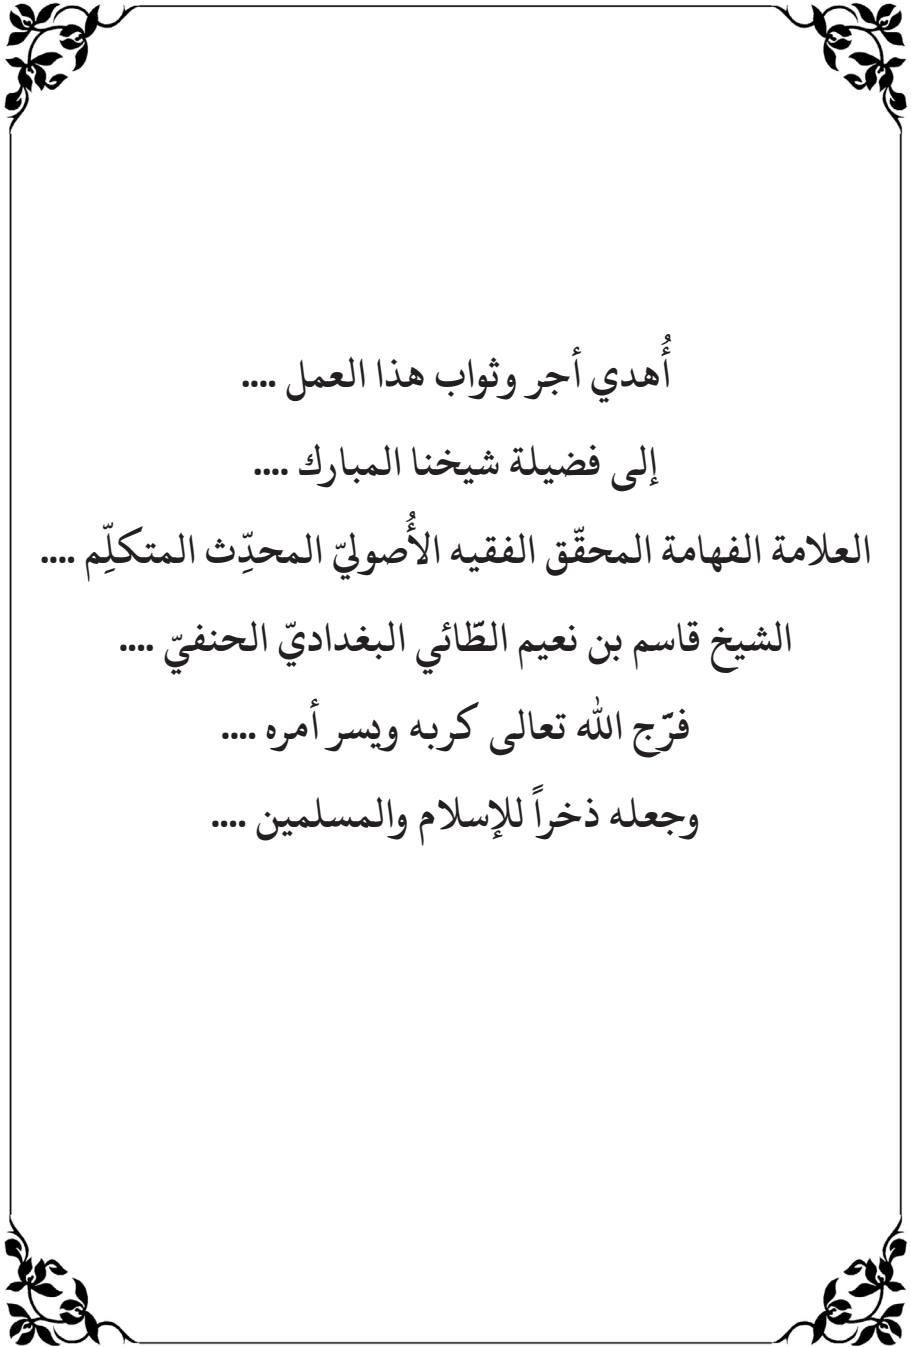 أُهدي أجر وثواب هذا العمل ....
إلى فضيلة شيخنا المبارك ....
العلامة الفهامة المحقّق الفقيه الأُصوليّ المحدِّث المتكلِّم ....
الشيخ قاسم بن نعيم الطّائي البغداديّ الحنفيّ ....
فرّج الله تعالى كربه ويسر أمره ....
وجعله ذخراً للإسلام والمسلمين ....